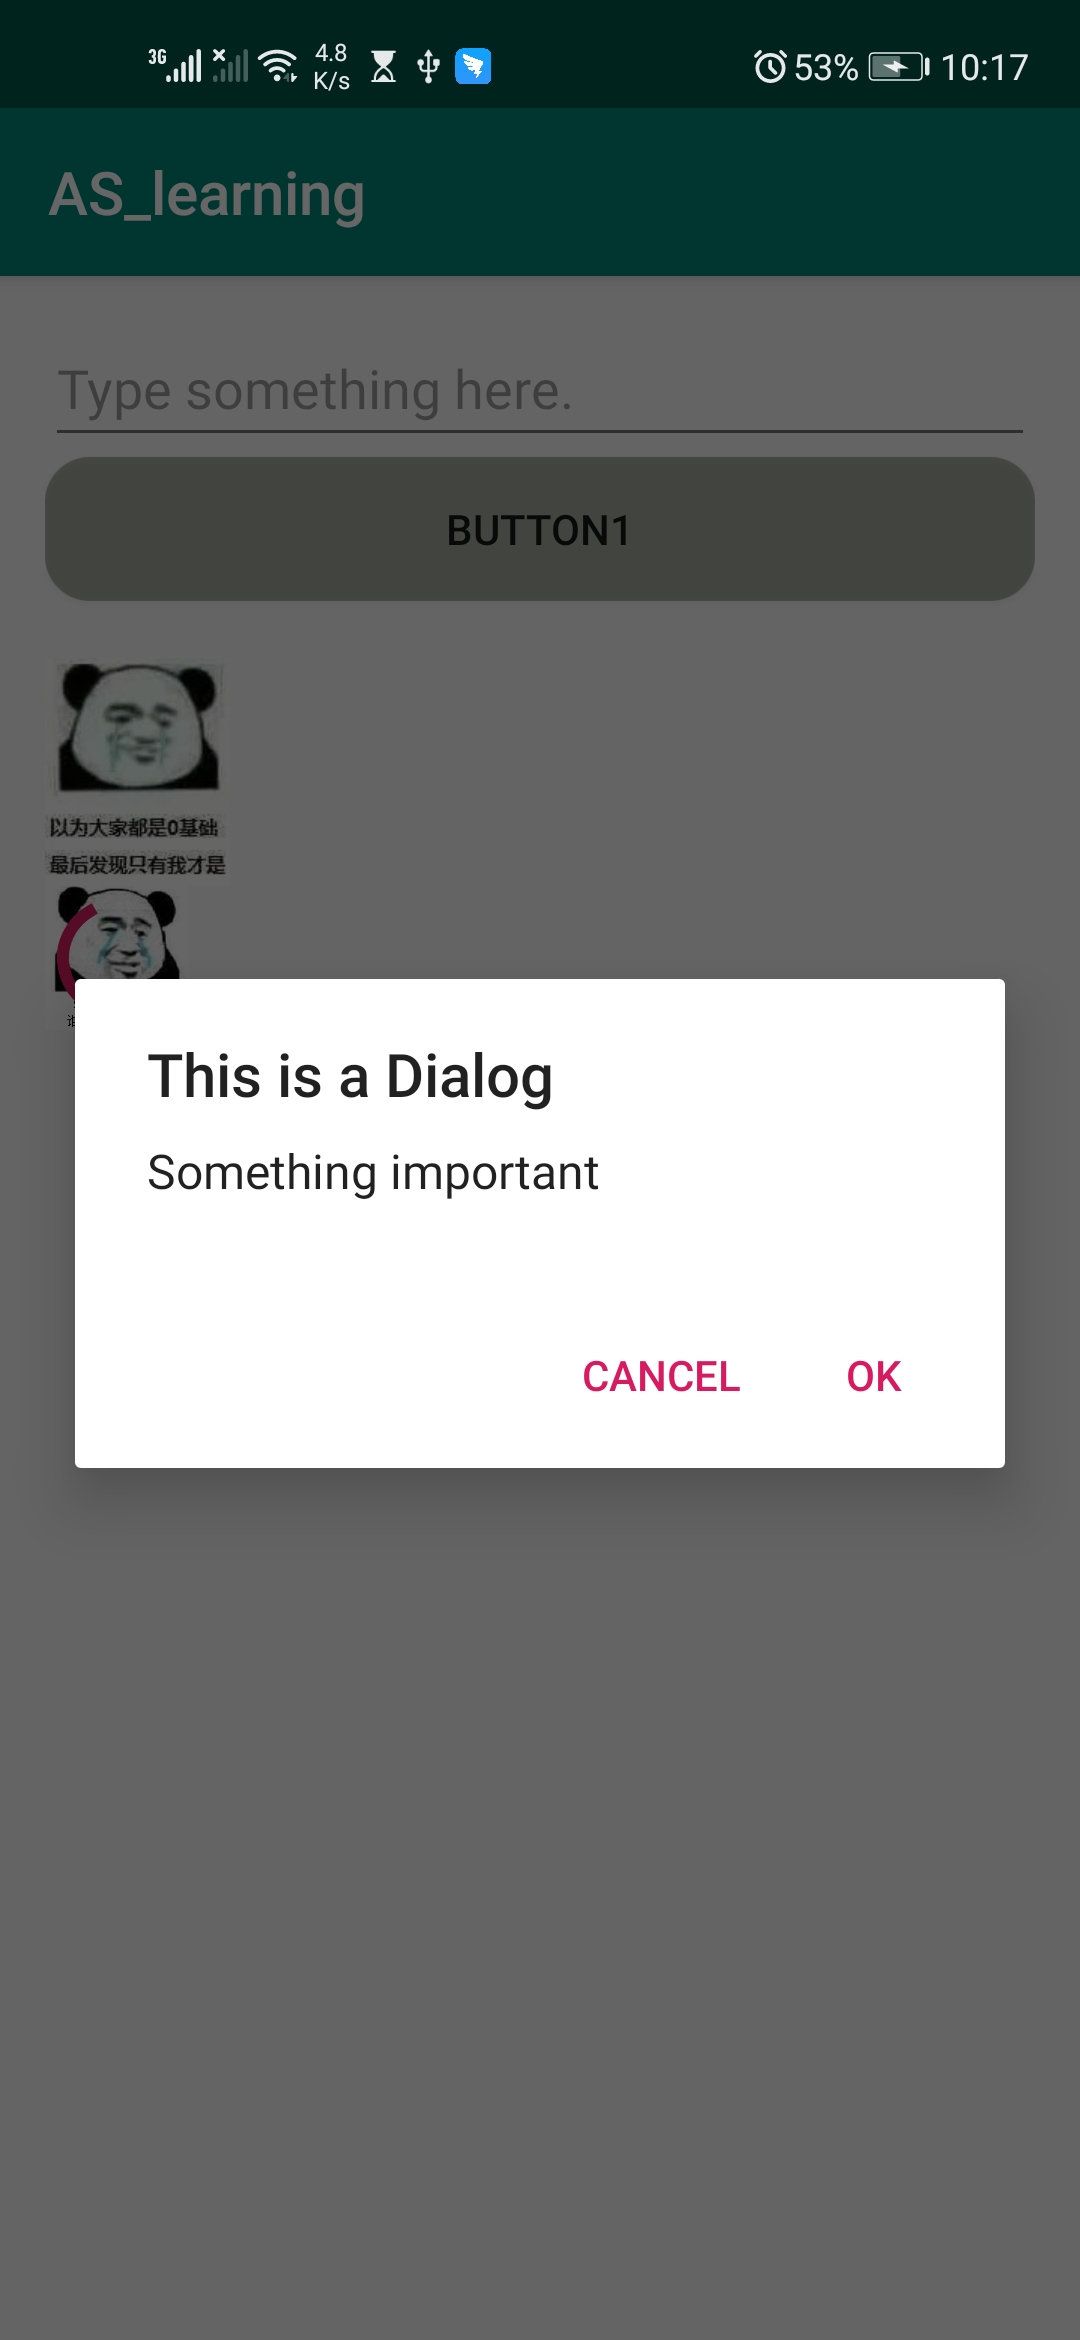 3G 4.8 K/s 53% 10:17
AS_learning
Type something here.
BUTTON1
以为大家都是0基础
最后发现只有我才是
This is a Dialog
Something important
CANCEL OK